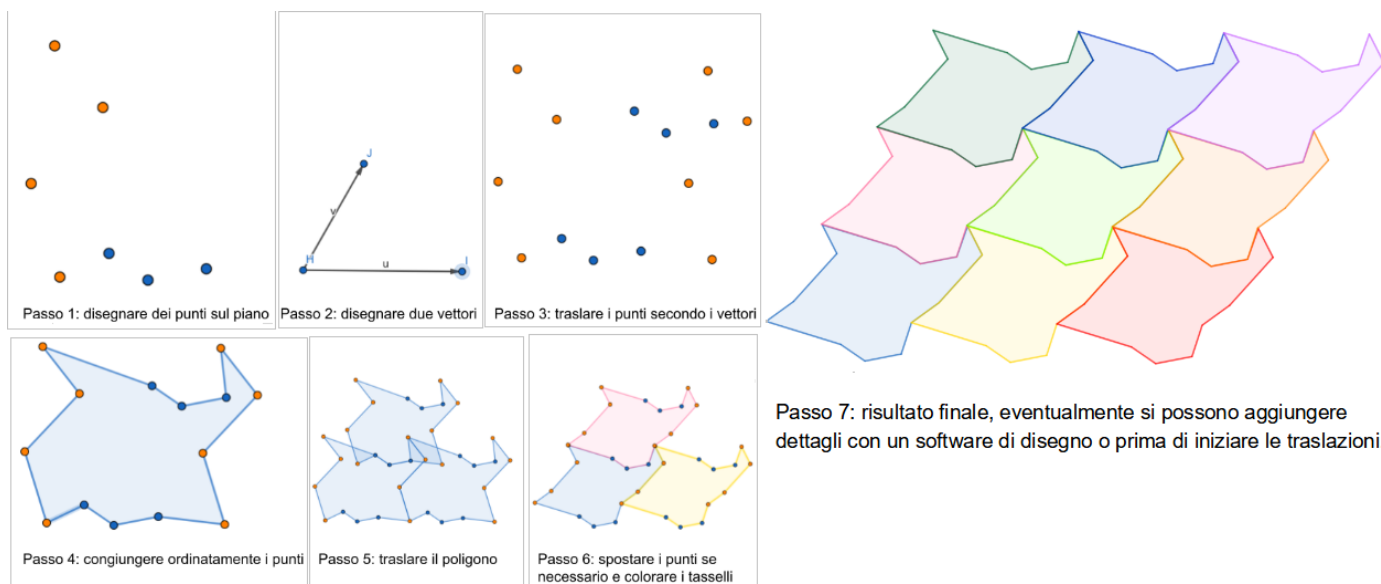 Passo 1: disegnare dei punti sul piano
J
v
H
u
I
Passo 2: disegnare due vettori
Passo 3: traslare i punti secondo i vettori
Passo 4: congiungere ordinatamente i punti
Passo 5: traslare il poligono
Passo 6: spostare i punti se
necessario e colorare i tasselli
Passo 7: risultato finale, eventualmente si possono aggiungere
dettagli con un software di disegno o prima di iniziare le traslazioni